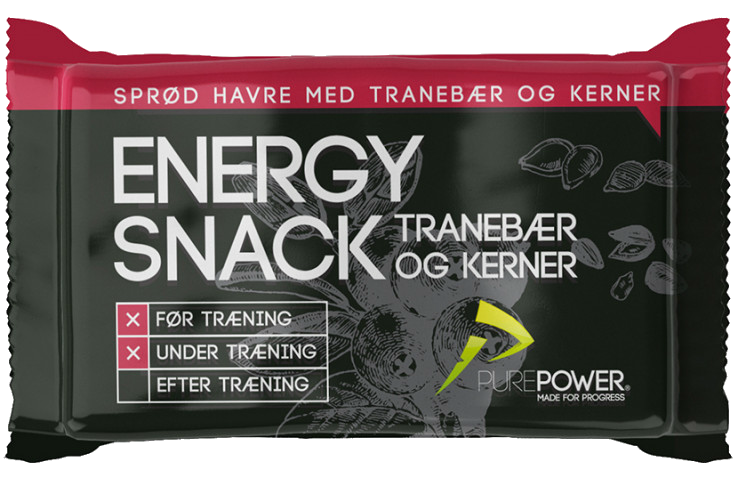 SPRØD HAVRE MED TRANEBÆR OG KERNER
ENERGY
SNACK
TRANEBÆR
OG KERNER
X FØR TRÆNING
X UNDER TRÆNING
EFTER TRÆNING
PUREPOWER®
MADE FOR PROGRESS